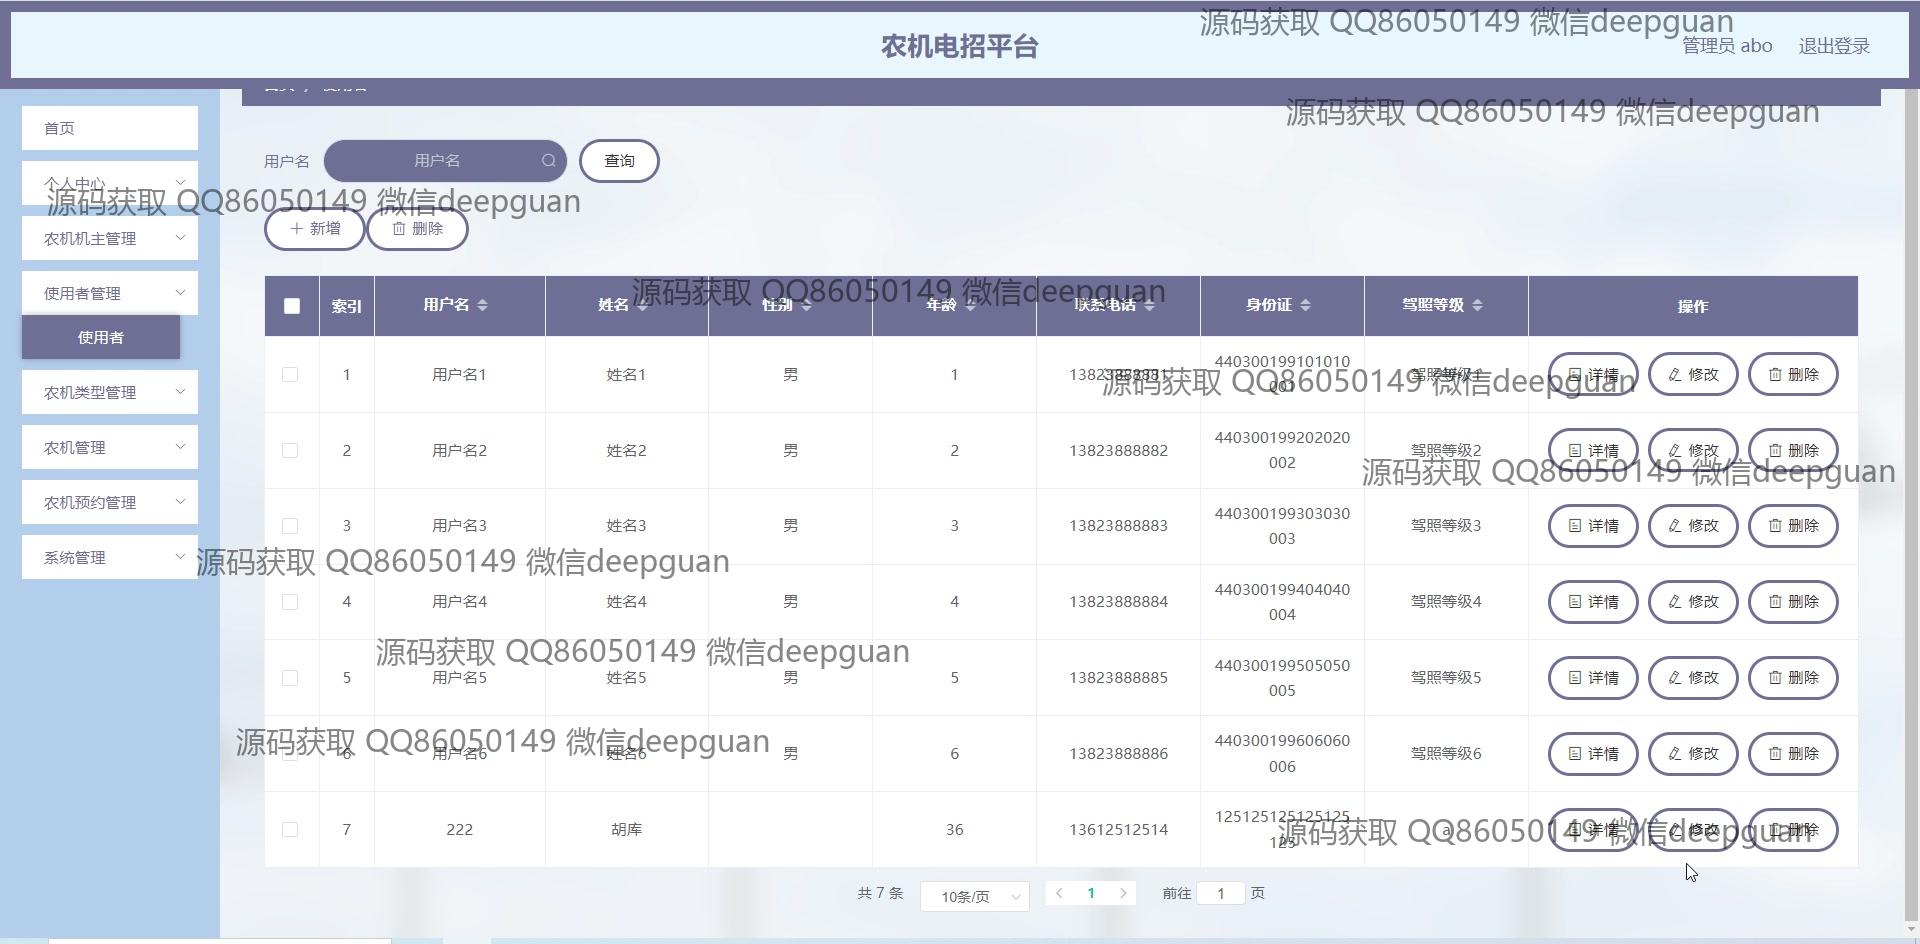 农机电招平台
管理员 abo 退出登录
源码获取 QQ86050149 微信deepguan
源码获取 QQ86050149 微信deepguan
首页
用户名 用户名 查询
个人中心
源码获取 QQ86050149 微信deepguan
新增 删除
农机机主管理
使用者管理
使用者
农机类型管理
农机管理
农机预约管理
系统管理
源码获取 QQ86050149 微信deepguan
索引 用户名 姓名 性别 年龄 联系电话 身份证 驾照等级 操作
1 用户名1 姓名1 男 1 13823888881 440300199101010001 驾照等级1 详情 修改 删除
源码获取 QQ86050149 微信deepguan
2 用户名2 姓名2 男 2 13823888882 440300199202020002 驾照等级2 详情 修改 删除
源码获取 QQ86050149 微信deepguan
3 用户名3 姓名3 男 3 13823888883 440300199303030003 驾照等级3 详情 修改 删除
源码获取 QQ86050149 微信deepguan
4 用户名4 姓名4 男 4 13823888884 440300199404040004 驾照等级4 详情 修改 删除
源码获取 QQ86050149 微信deepguan
5 用户名5 姓名5 男 5 13823888885 440300199505050005 驾照等级5 详情 修改 删除
源码获取 QQ86050149 微信deepguan
6 用户名6 姓名6 男 6 13823888886 440300199606060006 驾照等级6 详情 修改 删除
7 222 胡库 36 13612512514 125125125125125125 a 详情 修改 删除
源码获取 QQ86050149 微信deepguan
共 7 条 10条/页 1 前往 1 页